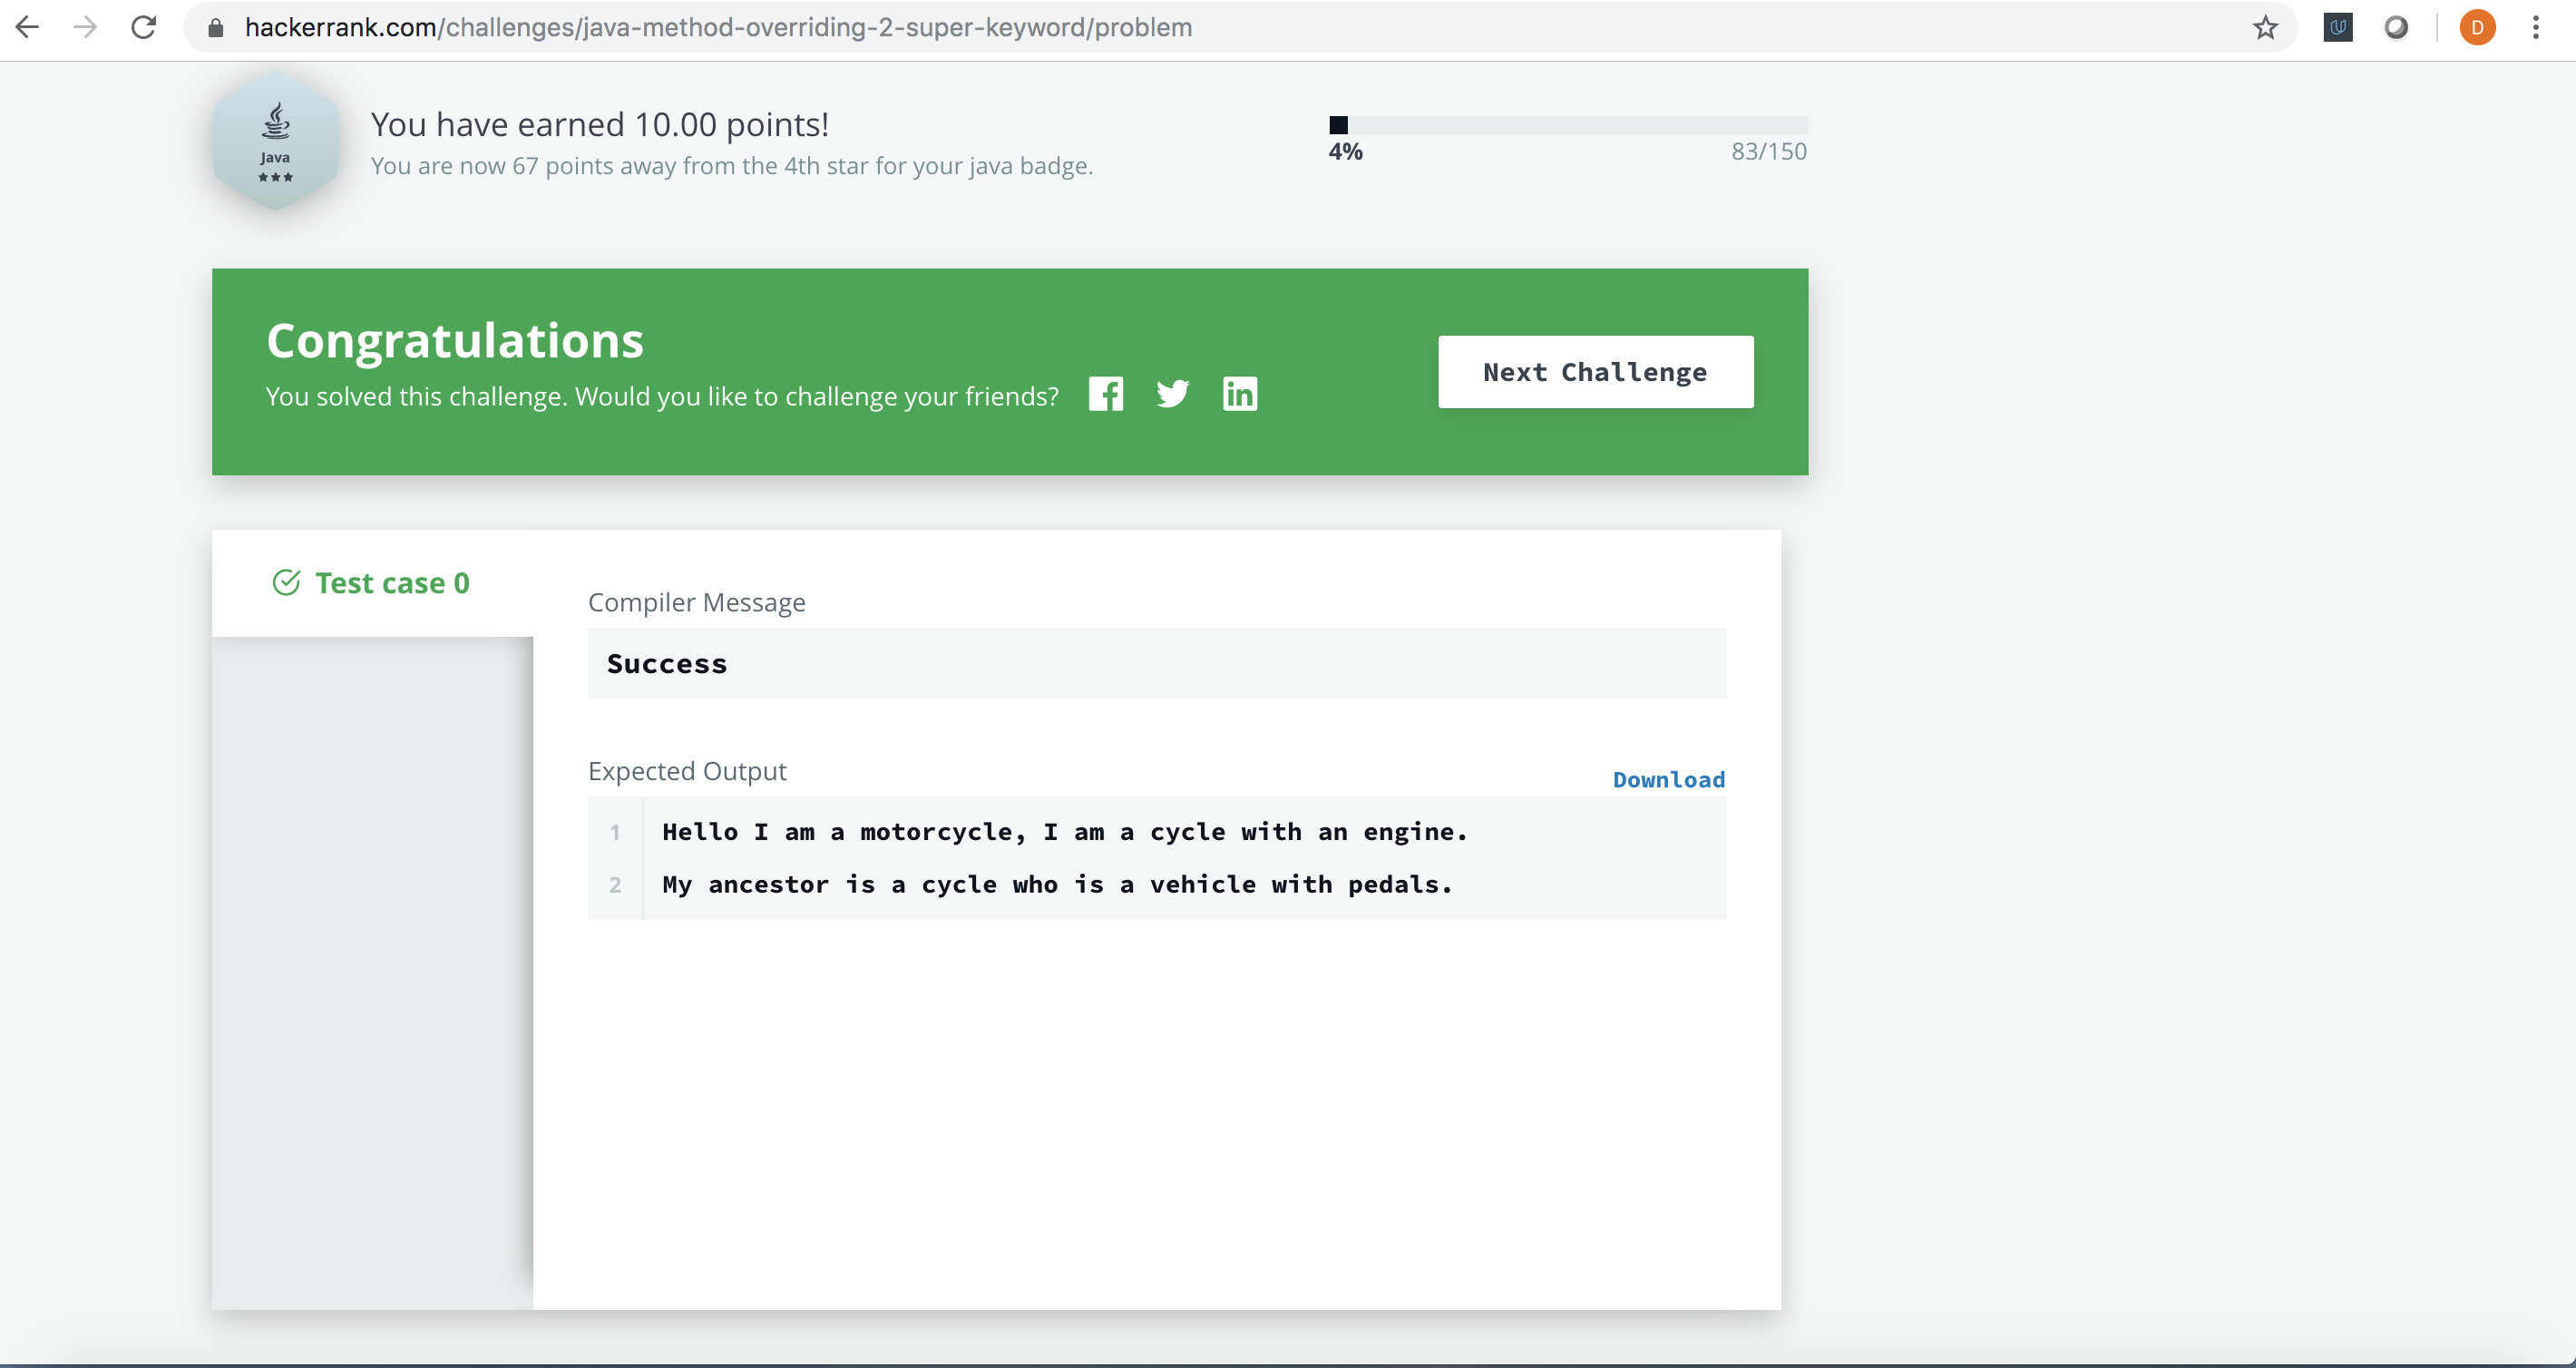 hackerrank.com/challenges/java-method-overriding-2-super-keyword/problem
D
Java
You have earned 10.00 points!
You are now 67 points away from the 4th star for your java badge.
4%
83/150
Congratulations
You solved this challenge. Would you like to challenge your friends?
Next Challenge
Test case 0
Compiler Message
Success
Expected Output
Download
1 Hello I am a motorcycle, I am a cycle with an engine.
2 My ancestor is a cycle who is a vehicle with pedals.